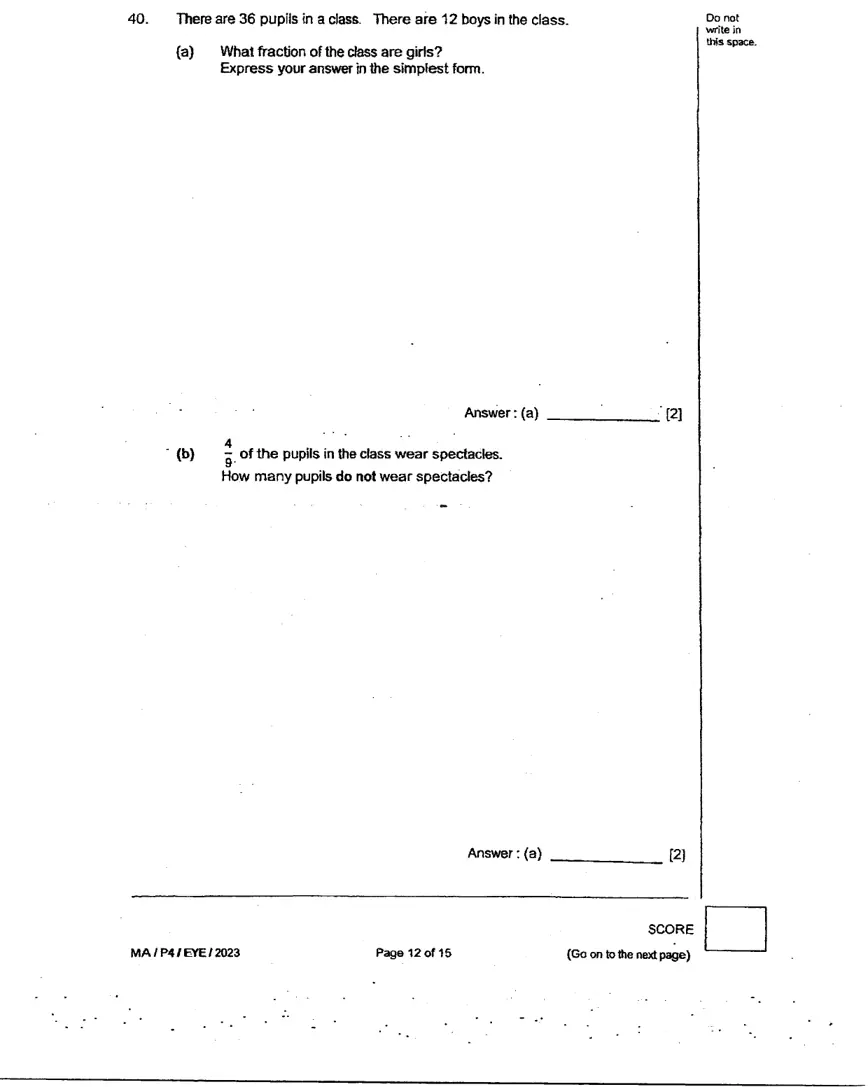 40. There are 36 pupils in a class. There are 12 boys in the class.
Do not
write in
this space.
(a) What fraction of the class are girls?
Express your answer in the simplest form.
Answer : (a) ____________ [2]
(b) 4/9 of the pupils in the class wear spectacles.
How many pupils do not wear spectacles?
Answer : (a) ____________ [2]
SCORE
MA / P4 / EYE / 2023 Page 12 of 15 (Go on to the next page)